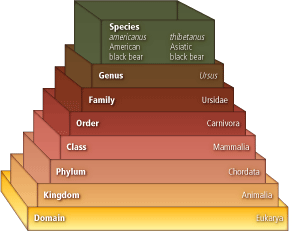 Species
americanus thibetanus
American Asiatic
black bear black bear
Genus Ursus
Family Ursidae
Order Carnivora
Class Mammalia
Phylum Chordata
Kingdom Animalia
Domain Eukarya